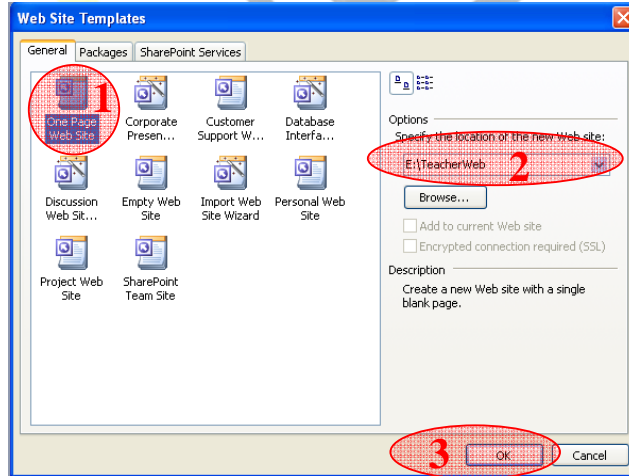 Web Site Templates
General Packages SharePoint Services
1
One Page
Web Site
Corporate
Presen...
Customer
Support W...
Database
Interfa...
Discussion
Web Sit...
Empty Web
Site
Import Web
Site Wizard
Personal Web
Site
Project Web
Site
SharePoint
Team Site
Options
Specify the location of the new Web site:
E:\TeacherWeb
2
Browse...
Add to current Web site
Encrypted connection required (SSL)
Description
Create a new Web site with a single
blank page.
3
OK Cancel